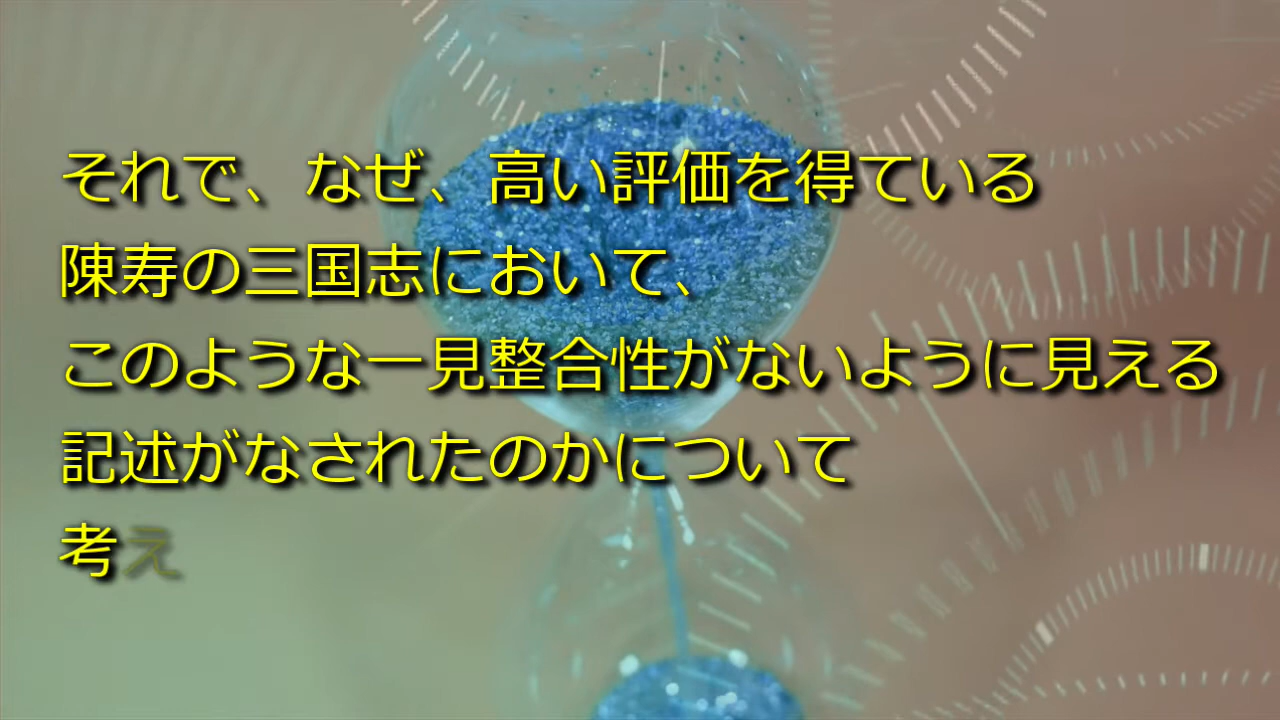 それで、なぜ、高い評価を得ている
陳寿の三国志において、
このような一見整合性がないように見える
記述がなされたのかについて
考え